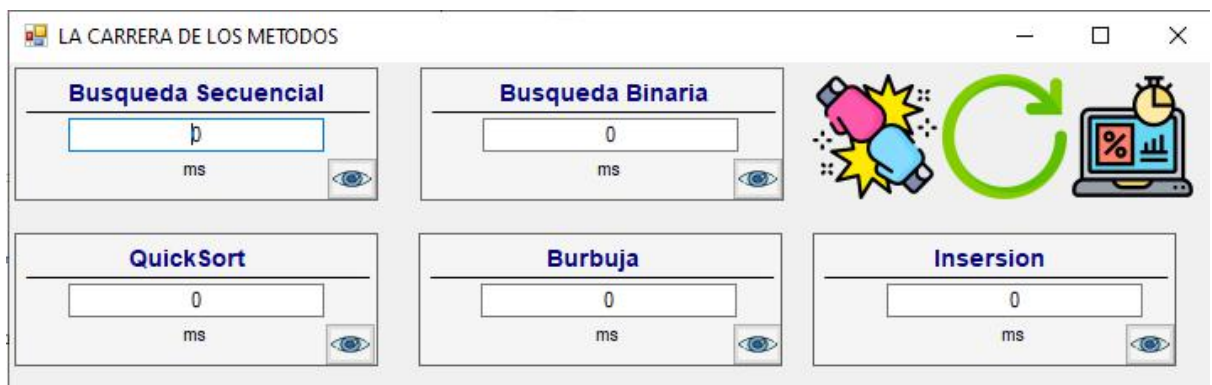 LA CARRERA DE LOS METODOS
Busqueda Secuencial
0
ms
Busqueda Binaria
0
ms
%
QuickSort
0
ms
Burbuja
0
ms
Insersion
0
ms